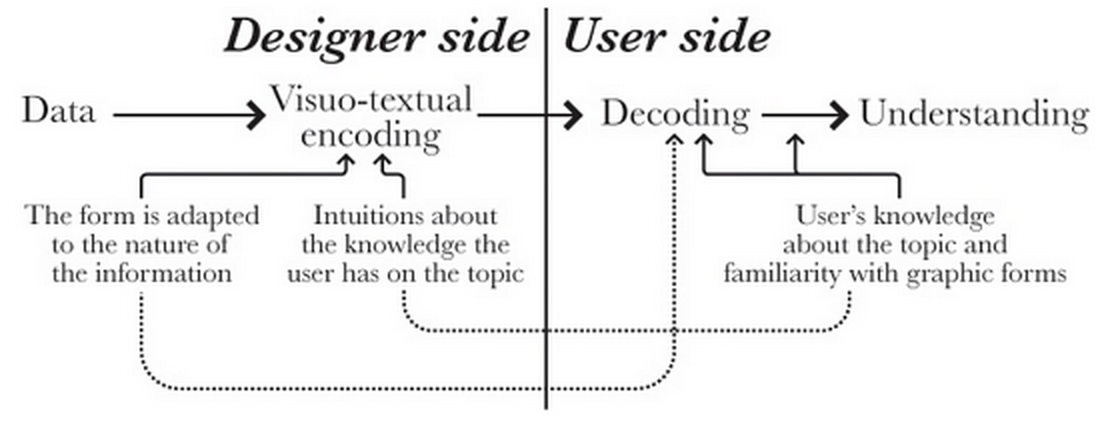 Designer side
User side
Data
Visuo-textual
encoding
Decoding
Understanding
The form is adapted
to the nature of
the information
Intuitions about
the knowledge the
user has on the topic
User's knowledge
about the topic and
familiarity with graphic forms